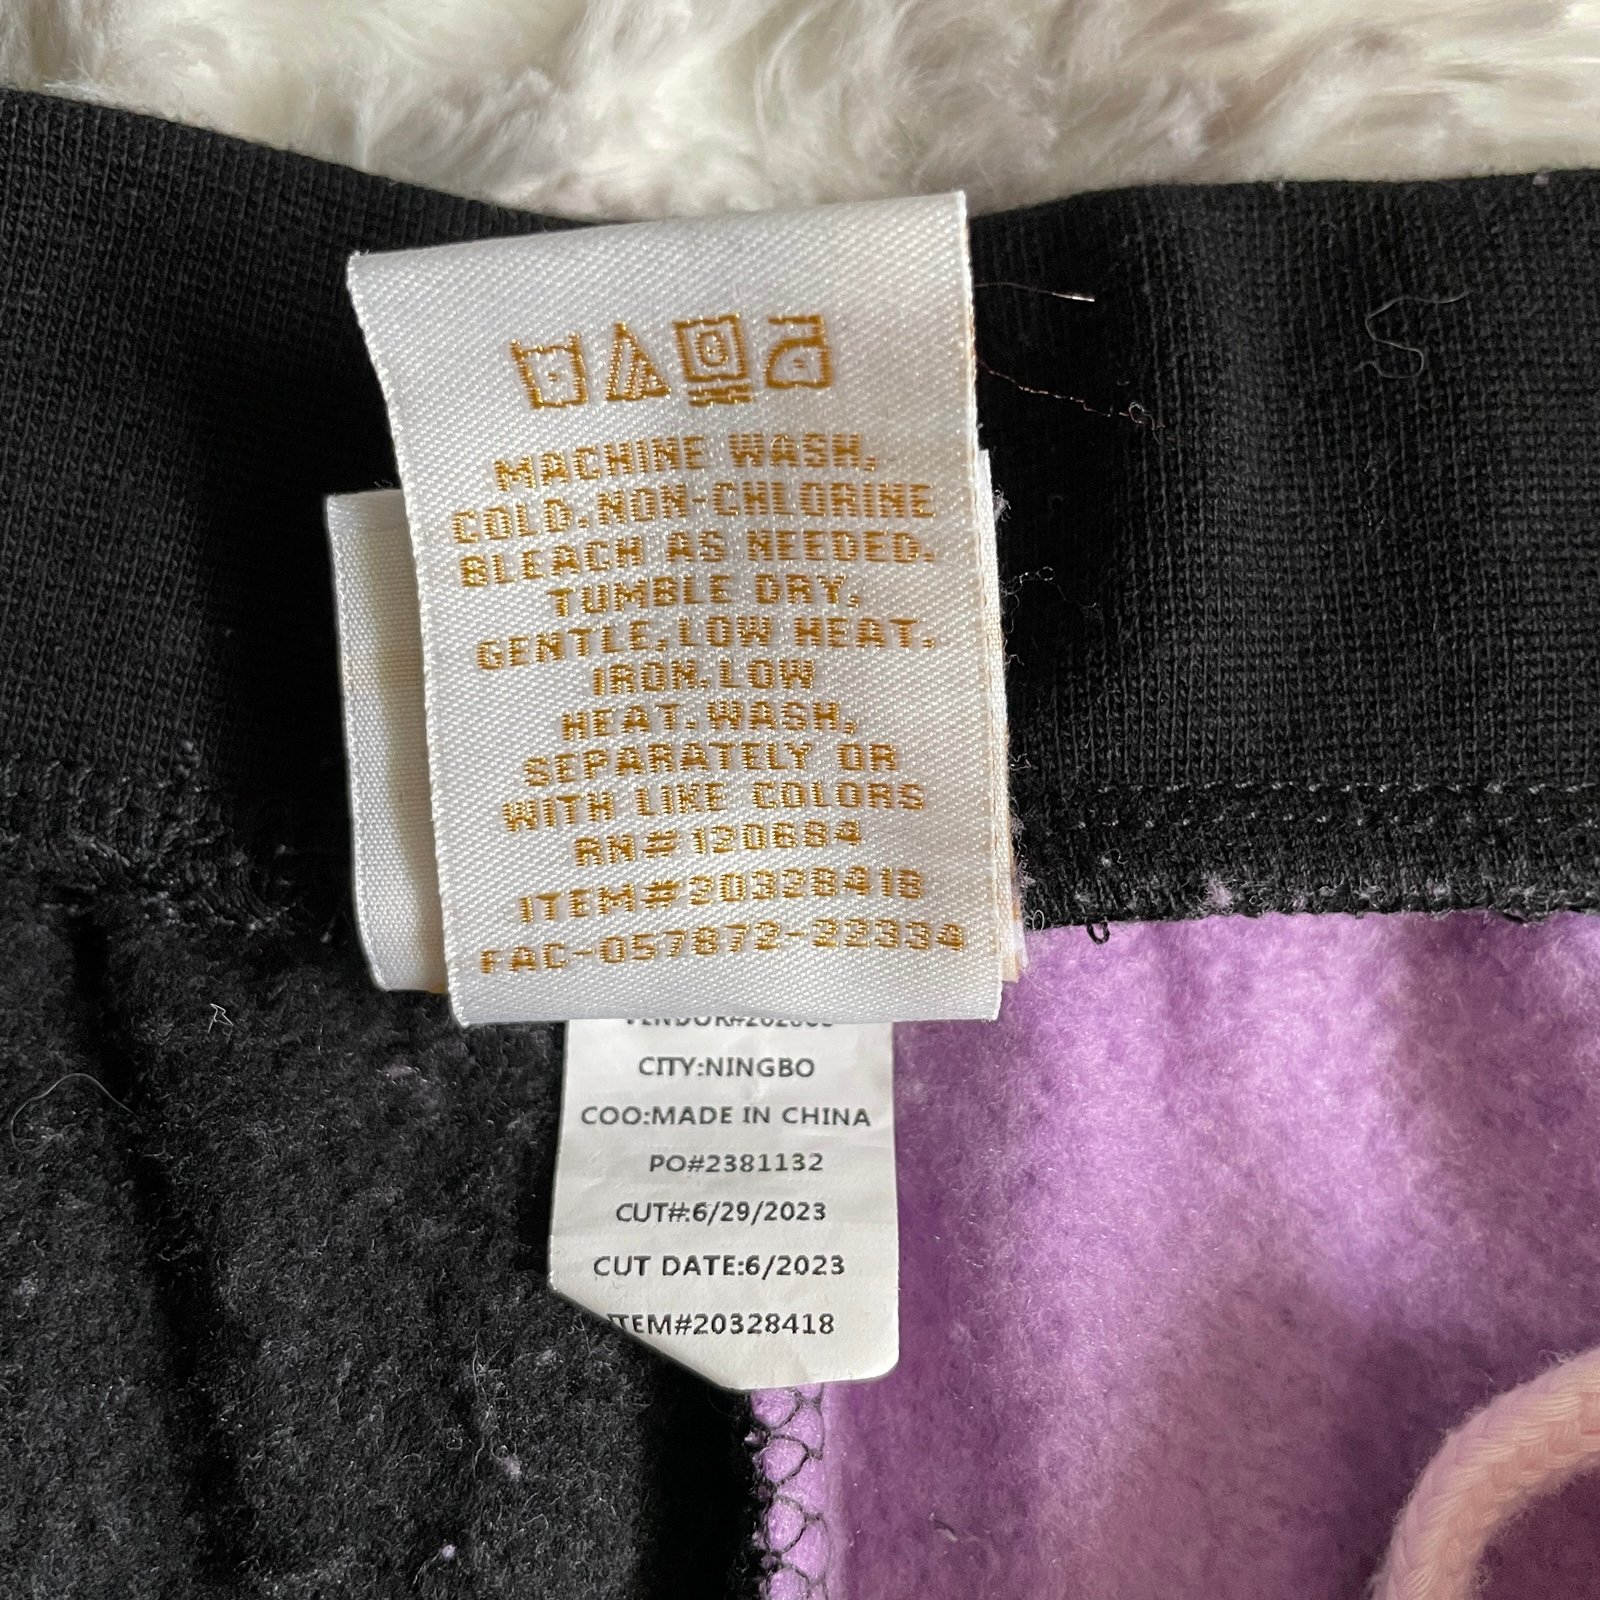 MACHINE WASH,
COLD.NON-CHLORINE
BLEACH AS NEEDED.
TUMBLE DRY,
GENTLE,LOW HEAT.
IRON.LOW
HEAT.WASH,
SEPARATELY OR
WITH LIKE COLORS
RN#120684
ITEM#20328418
FAC-057872-22334
CITY:NINGBO
COO:MADE IN CHINA
PO#2381132
CUT#:6/29/2023
CUT DATE:6/2023
ITEM#20328418